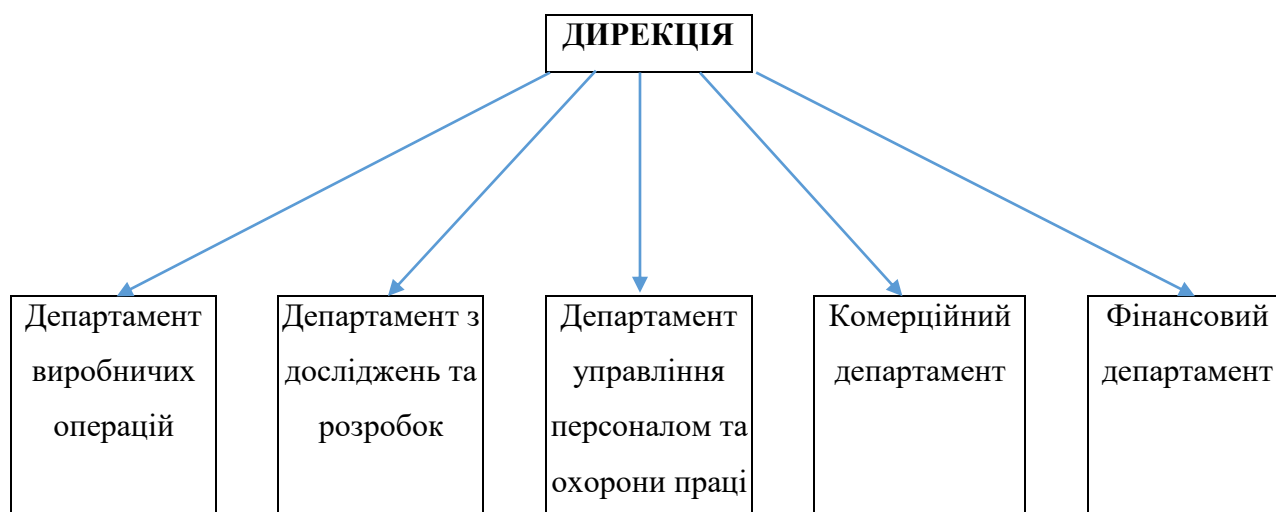 ДИРЕКЦІЯ
Департамент
виробничих
операцій
Департамент з
досліджень та
розробок
Департамент
управління
персоналом та
охорони праці
Комерційний
департамент
Фінансовий
департамент